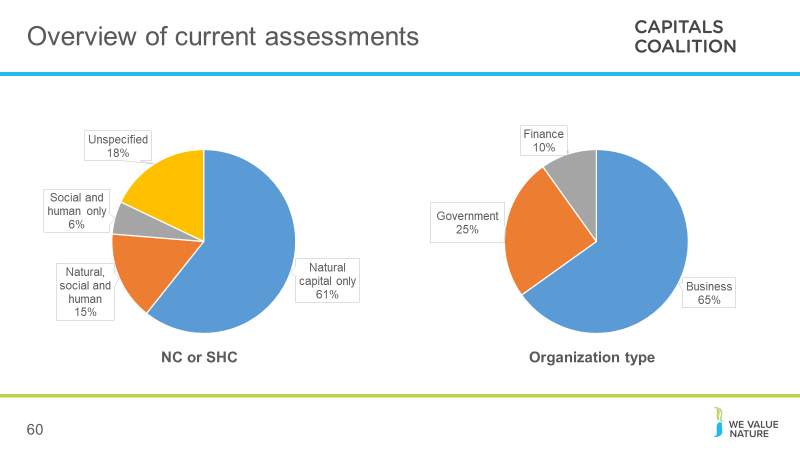 Overview of current assessments
CAPITALS
COALITION
Unspecified
18%
Social and
human only
6%
Natural,
social and
human
15%
Natural
capital only
61%
NC or SHC
Finance
10%
Government
25%
Business
65%
Organization type
60
WE VALUE
NATURE